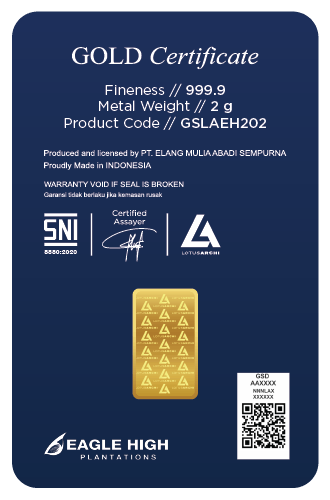 GOLD Certificate
Fineness // 999.9
Metal Weight // 2 g
Product Code // GSLAEH202
Produced and licensed by PT. ELANG MULIA ABADI SEMPURNA
Proudly Made in INDONESIA
WARRANTY VOID IF SEAL IS BROKEN
Garansi tidak berlaku jika kemasan rusak
SNI
8880:2020
Certified
Assayer
LOTUSARCHI
GSD
AAXXXX
NNNLAX
XXXXXX
EAGLE HIGH
PLANTATIONS